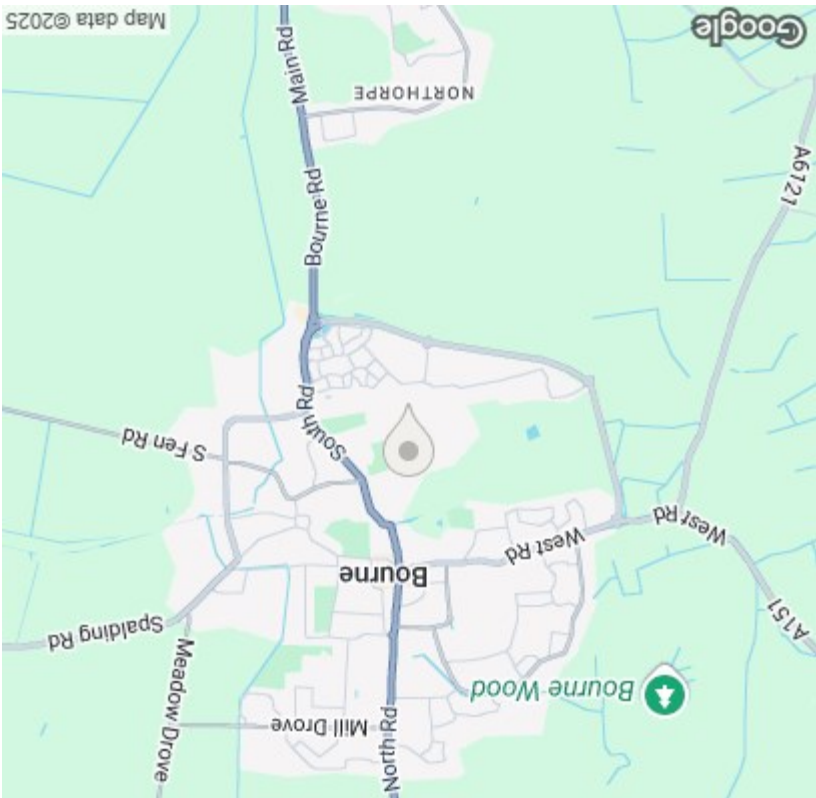 North Rd
Meadow Drove
Mill Drove
Bourne Wood
Spalding Rd
A151
Bourne
West Rd
West Rd
S Fen Rd
South Rd
Bourne Rd
A6121
NORTHORPE
Main Rd
Google
Map data ©2025